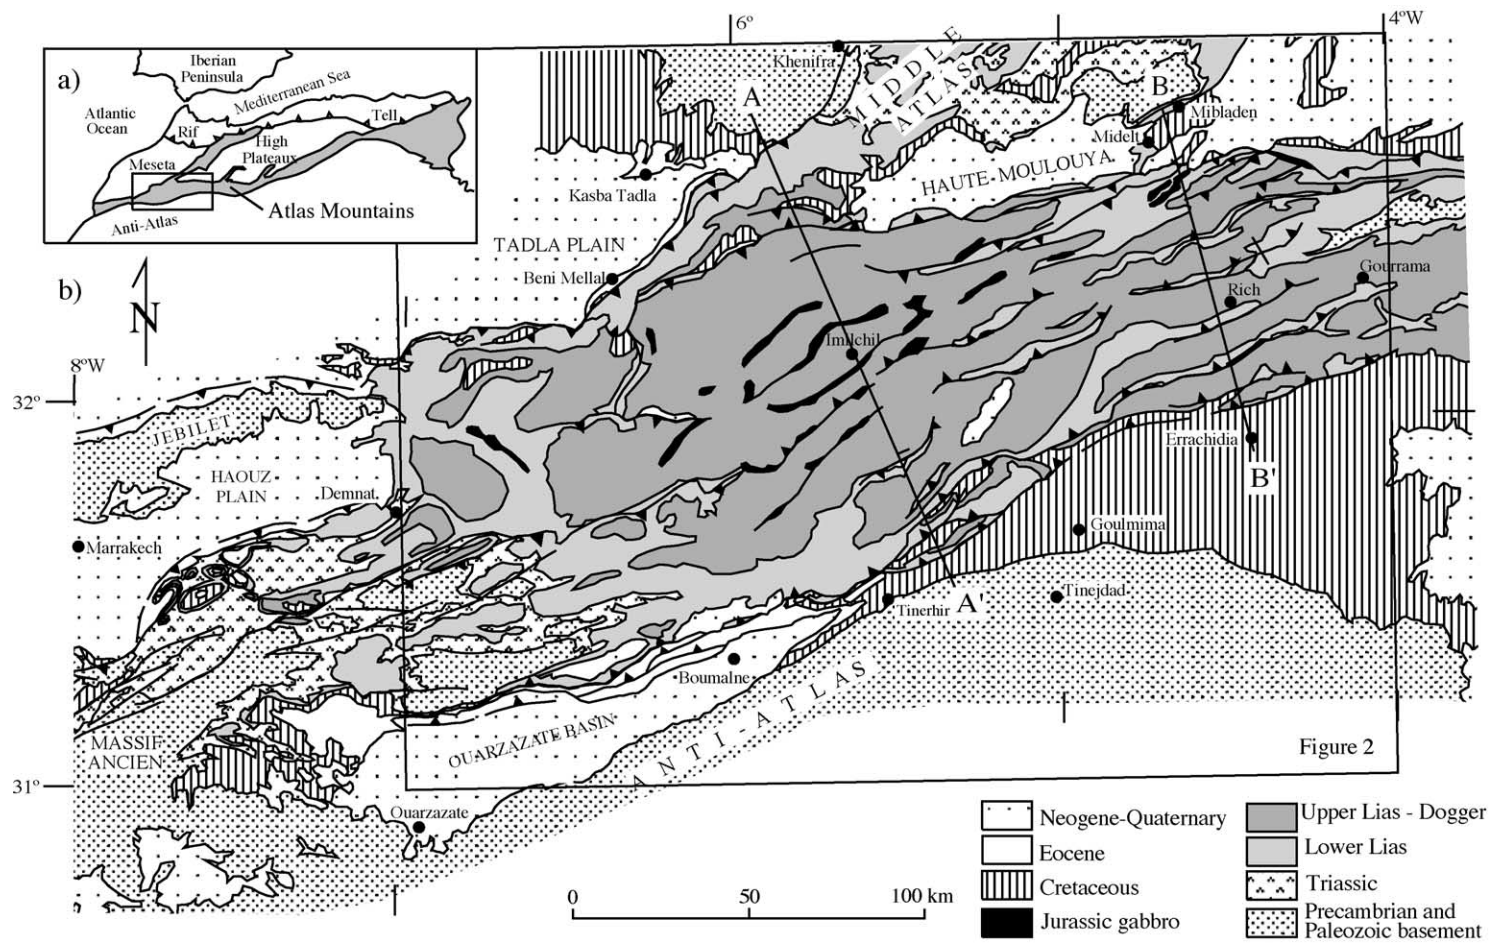 6º
4ºW
a)
Iberian
Peninsula
Mediterranean Sea
Atlantic
Ocean
Rif
Tell
High
Plateaux
Meseta
Atlas Mountains
Anti-Atlas
Khenifra
MIDDLE
ATLAS
A
B
Mibladen
Midelt
HAUTE-MOULOUYA
Kasba Tadla
TADLA PLAIN
Beni Mellal
Gourrama
Rich
Imilchil
b)
N
8ºW
32º
JEBILET
HAOUZ
PLAIN
Demnat
Marrakech
Errachidia
B'
Goulmima
Tinejdad
A'
Tinerhir
Boumalne
MASSIF
ANCIEN
OUARZAZATE BASIN
ANTI-ATLAS
Figure 2
31º
Ouarzazate
0 50 100 km
Neogene-Quaternary
Eocene
Cretaceous
Jurassic gabbro
Upper Lias - Dogger
Lower Lias
Triassic
Precambrian and
Paleozoic basement